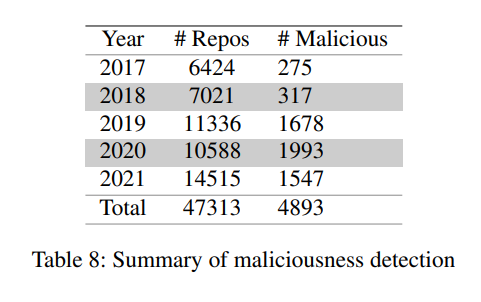 Year # Repos # Malicious
2017 6424 275
2018 7021 317
2019 11336 1678
2020 10588 1993
2021 14515 1547
Total 47313 4893
Table 8: Summary of maliciousness detection